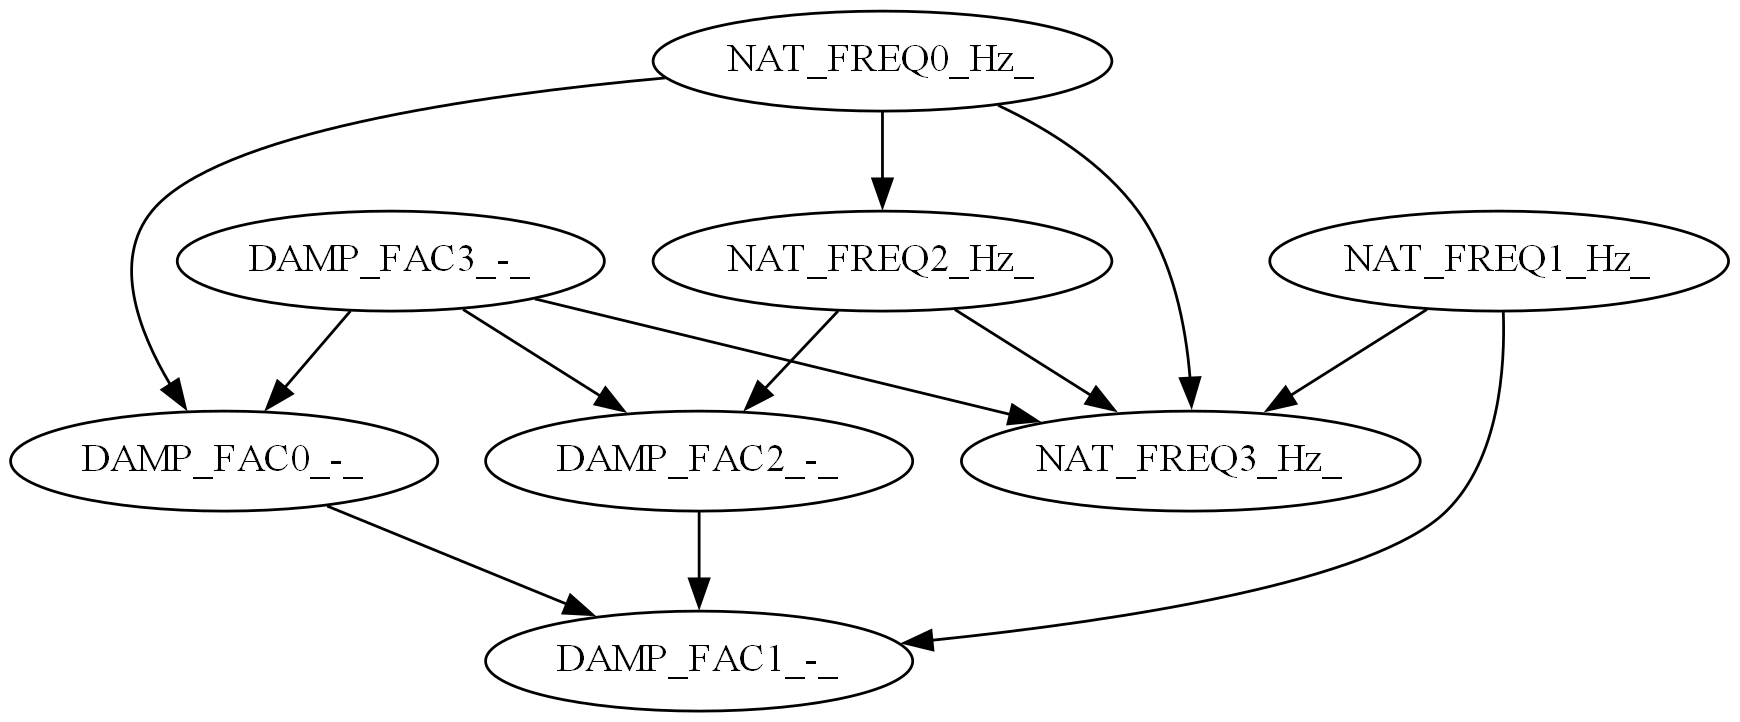 NAT_FREQ0_Hz_
DAMP_FAC3_-_
NAT_FREQ2_Hz_
NAT_FREQ1_Hz_
DAMP_FAC0_-_
DAMP_FAC2_-_
NAT_FREQ3_Hz_
DAMP_FAC1_-_